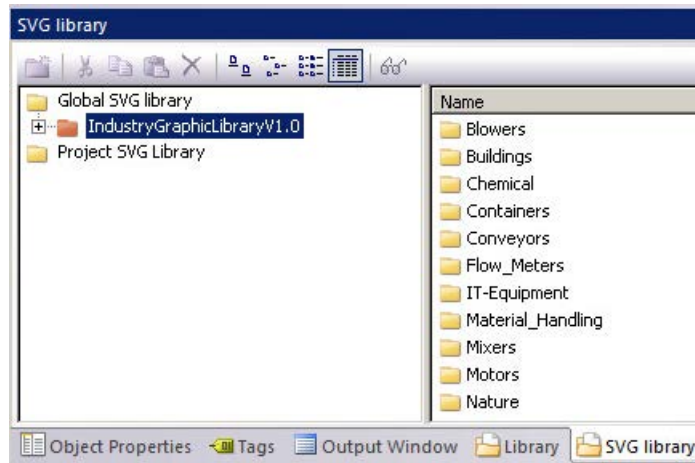 SVG library
Global SVG library
IndustryGraphicLibraryV1.0
Project SVG Library
Name
Blowers
Buildings
Chemical
Containers
Conveyors
Flow_Meters
IT-Equipment
Material_Handling
Mixers
Motors
Nature
Object Properties Tags Output Window Library SVG library